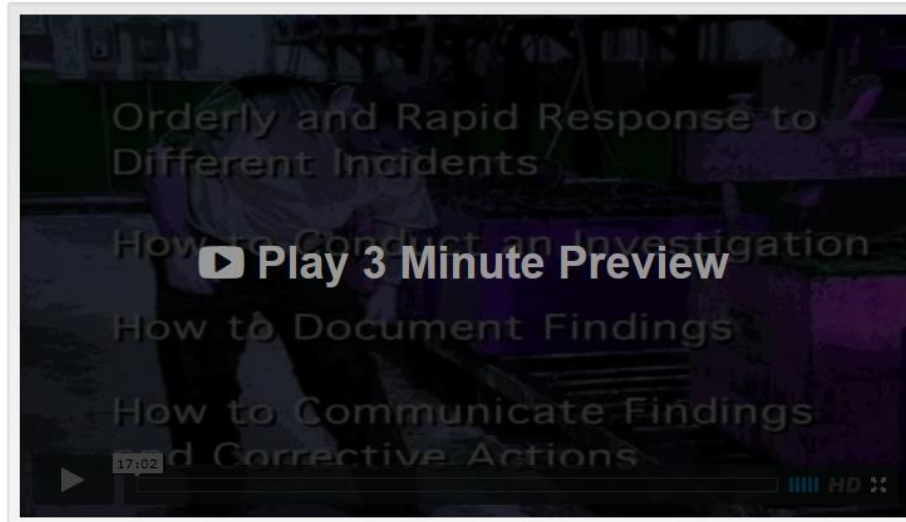 Orderly and Rapid Response to
Different Incidents
How to Conduct an Investigation
Play 3 Minute Preview
How to Document Findings
How to Communicate Findings
and Corrective Actions
17:02
HD